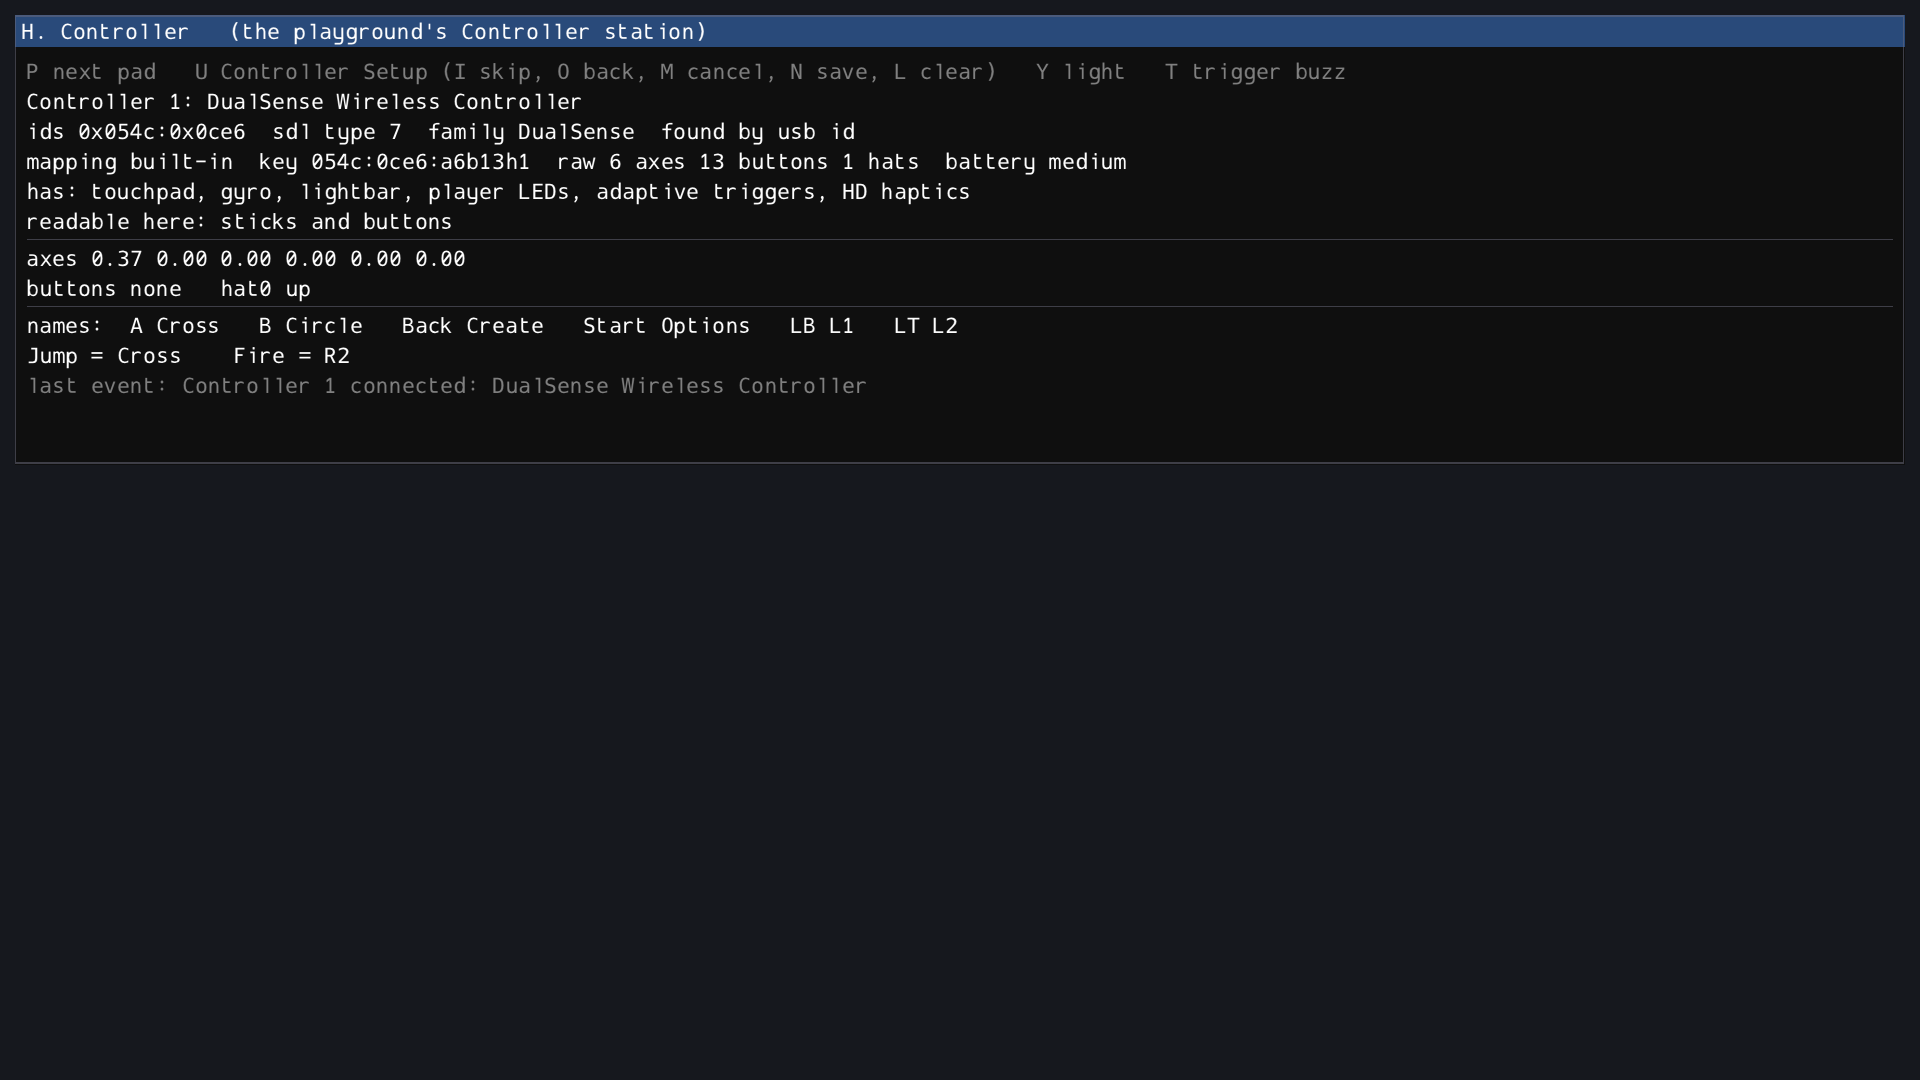 H. Controller   (the playground's Controller station)
P next pad   U Controller Setup (I skip, O back, M cancel, N save, L clear)   Y light   T trigger buzz
Controller 1: DualSense Wireless Controller
ids 0x054c:0x0ce6  sdl type 7  family DualSense  found by usb id
mapping built-in  key 054c:0ce6:a6b13h1  raw 6 axes 13 buttons 1 hats  battery medium
has: touchpad, gyro, lightbar, player LEDs, adaptive triggers, HD haptics
readable here: sticks and buttons
axes 0.37 0.00 0.00 0.00 0.00 0.00
buttons none   hat0 up
names:  A Cross   B Circle   Back Create   Start Options   LB L1   LT L2
Jump = Cross    Fire = R2
last event: Controller 1 connected: DualSense Wireless Controller